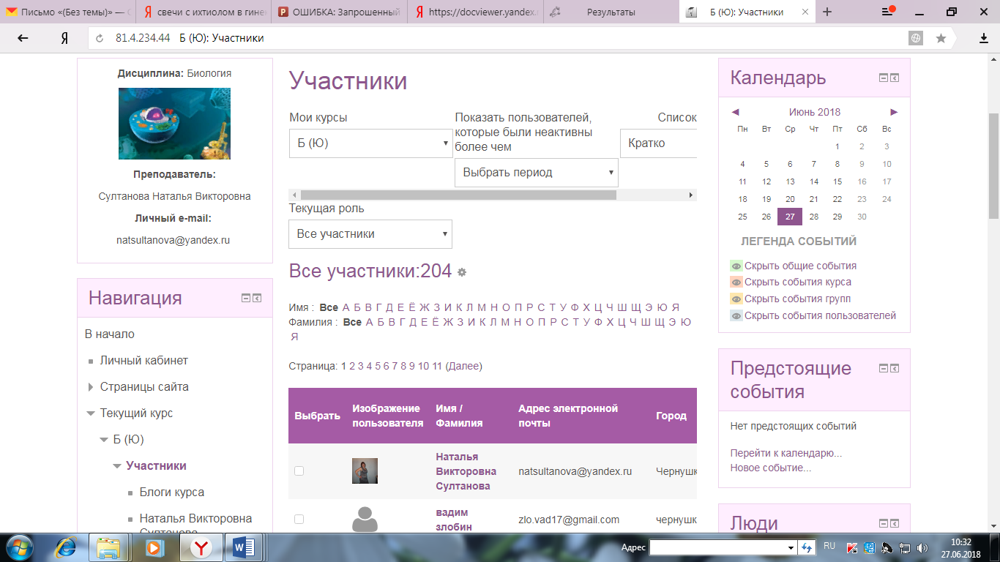 Письмо «(Без темы)» — С
свечи с ихтиолом в гине
ОШИБКА: Запрошенный
https://docviewer.yandex.r
Результаты
Б (Ю): Участники
81.4.234.44 Б (Ю): Участники
Дисциплина: Биология
Преподаватель:
Султанова Наталья Викторовна
Личный e-mail:
natsultanova@yandex.ru
Навигация
В начало
Личный кабинет
Страницы сайта
Текущий курс
Б (Ю)
Участники
Блоги курса
Наталья Викторовна
Султанова
Участники
Мои курсы
Б (Ю)
Показать пользователей,
которые были неактивны
более чем
Выбрать период
Список
Кратко
Текущая роль
Все участники
Все участники:204
Имя : Все А Б В Г Д Е Ё Ж З И К Л М Н О П Р С Т У Ф Х Ц Ч Ш Щ Э Ю Я
Фамилия : Все А Б В Г Д Е Ё Ж З И К Л М Н О П Р С Т У Ф Х Ц Ч Ш Щ Э Ю
Я
Страница: 1 2 3 4 5 6 7 8 9 10 11 (Далее)
Выбрать
Изображение
пользователя
Имя /
Фамилия
Адрес электронной
почты
Город
Наталья
Викторовна
Султанова
natsultanova@yandex.ru
Чернушк
вадим
злобин
zlo.vad17@gmail.com
чернушк
Календарь
Июнь 2018
Пн Вт Ср Чт Пт Сб Вс
1 2 3
4 5 6 7 8 9 10
11 12 13 14 15 16 17
18 19 20 21 22 23 24
25 26 27 28 29 30
ЛЕГЕНДА СОБЫТИЙ
Скрыть общие события
Скрыть события курса
Скрыть события групп
Скрыть события пользователей
Предстоящие
события
Нет предстоящих событий
Перейти к календарю...
Новое событие...
Люди
Адрес
RU
10:32
27.06.2018